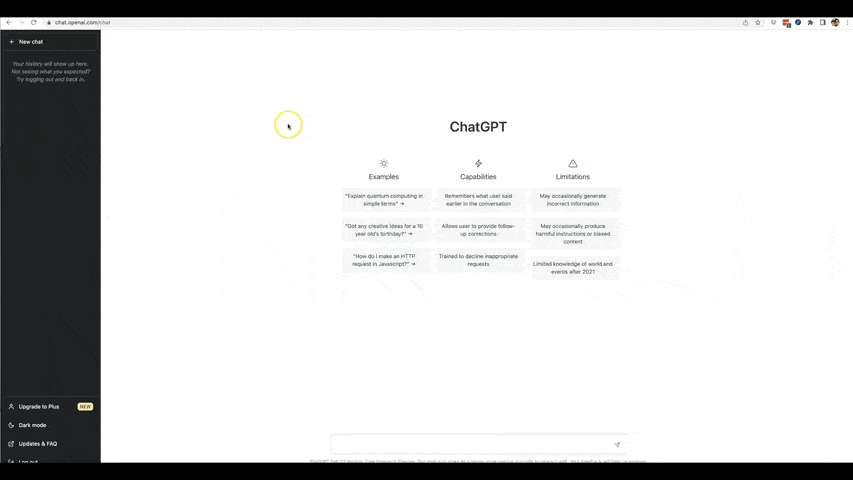 chat.openai.com/chat
New chat
Your history will show up here.
Not seeing what you expected?
Try logging out and back in.
ChatGPT
Examples
Capabilities
Limitations
"Explain quantum computing in
simple terms" →
Remembers what user said
earlier in the conversation
May occasionally generate
incorrect information
"Got any creative ideas for a 10
year old's birthday?" →
Allows user to provide follow-
up corrections
May occasionally produce
harmful instructions or biased
content
"How do I make an HTTP
request in Javascript?" →
Trained to decline inappropriate
requests
Limited knowledge of world and
events after 2021
Upgrade to Plus
NEW
Dark mode
Updates & FAQ
Log out